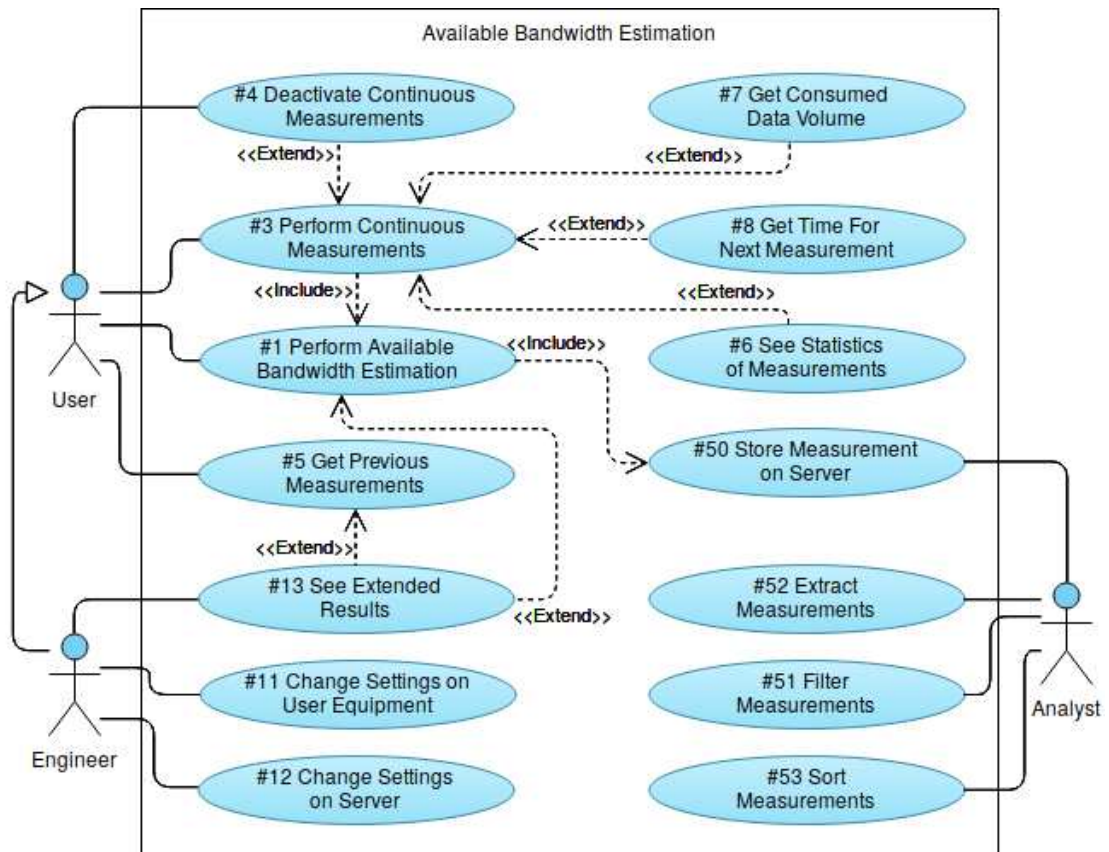 Available Bandwidth Estimation
#4 Deactivate Continuous
Measurements
#7 Get Consumed
Data Volume
<<Extend>>
<<Extend>>
#3 Perform Continuous
Measurements
<<Extend>>
#8 Get Time For
Next Measurement
<<Include>>
<<Extend>>
#1 Perform Available
Bandwidth Estimation
<<Include>>
#6 See Statistics
of Measurements
User
#5 Get Previous
Measurements
#50 Store Measurement
on Server
<<Extend>>
#13 See Extended
Results
<<Extend>>
#52 Extract
Measurements
#11 Change Settings on
User Equipment
#51 Filter
Measurements
Analyst
Engineer
#12 Change Settings
on Server
#53 Sort
Measurements